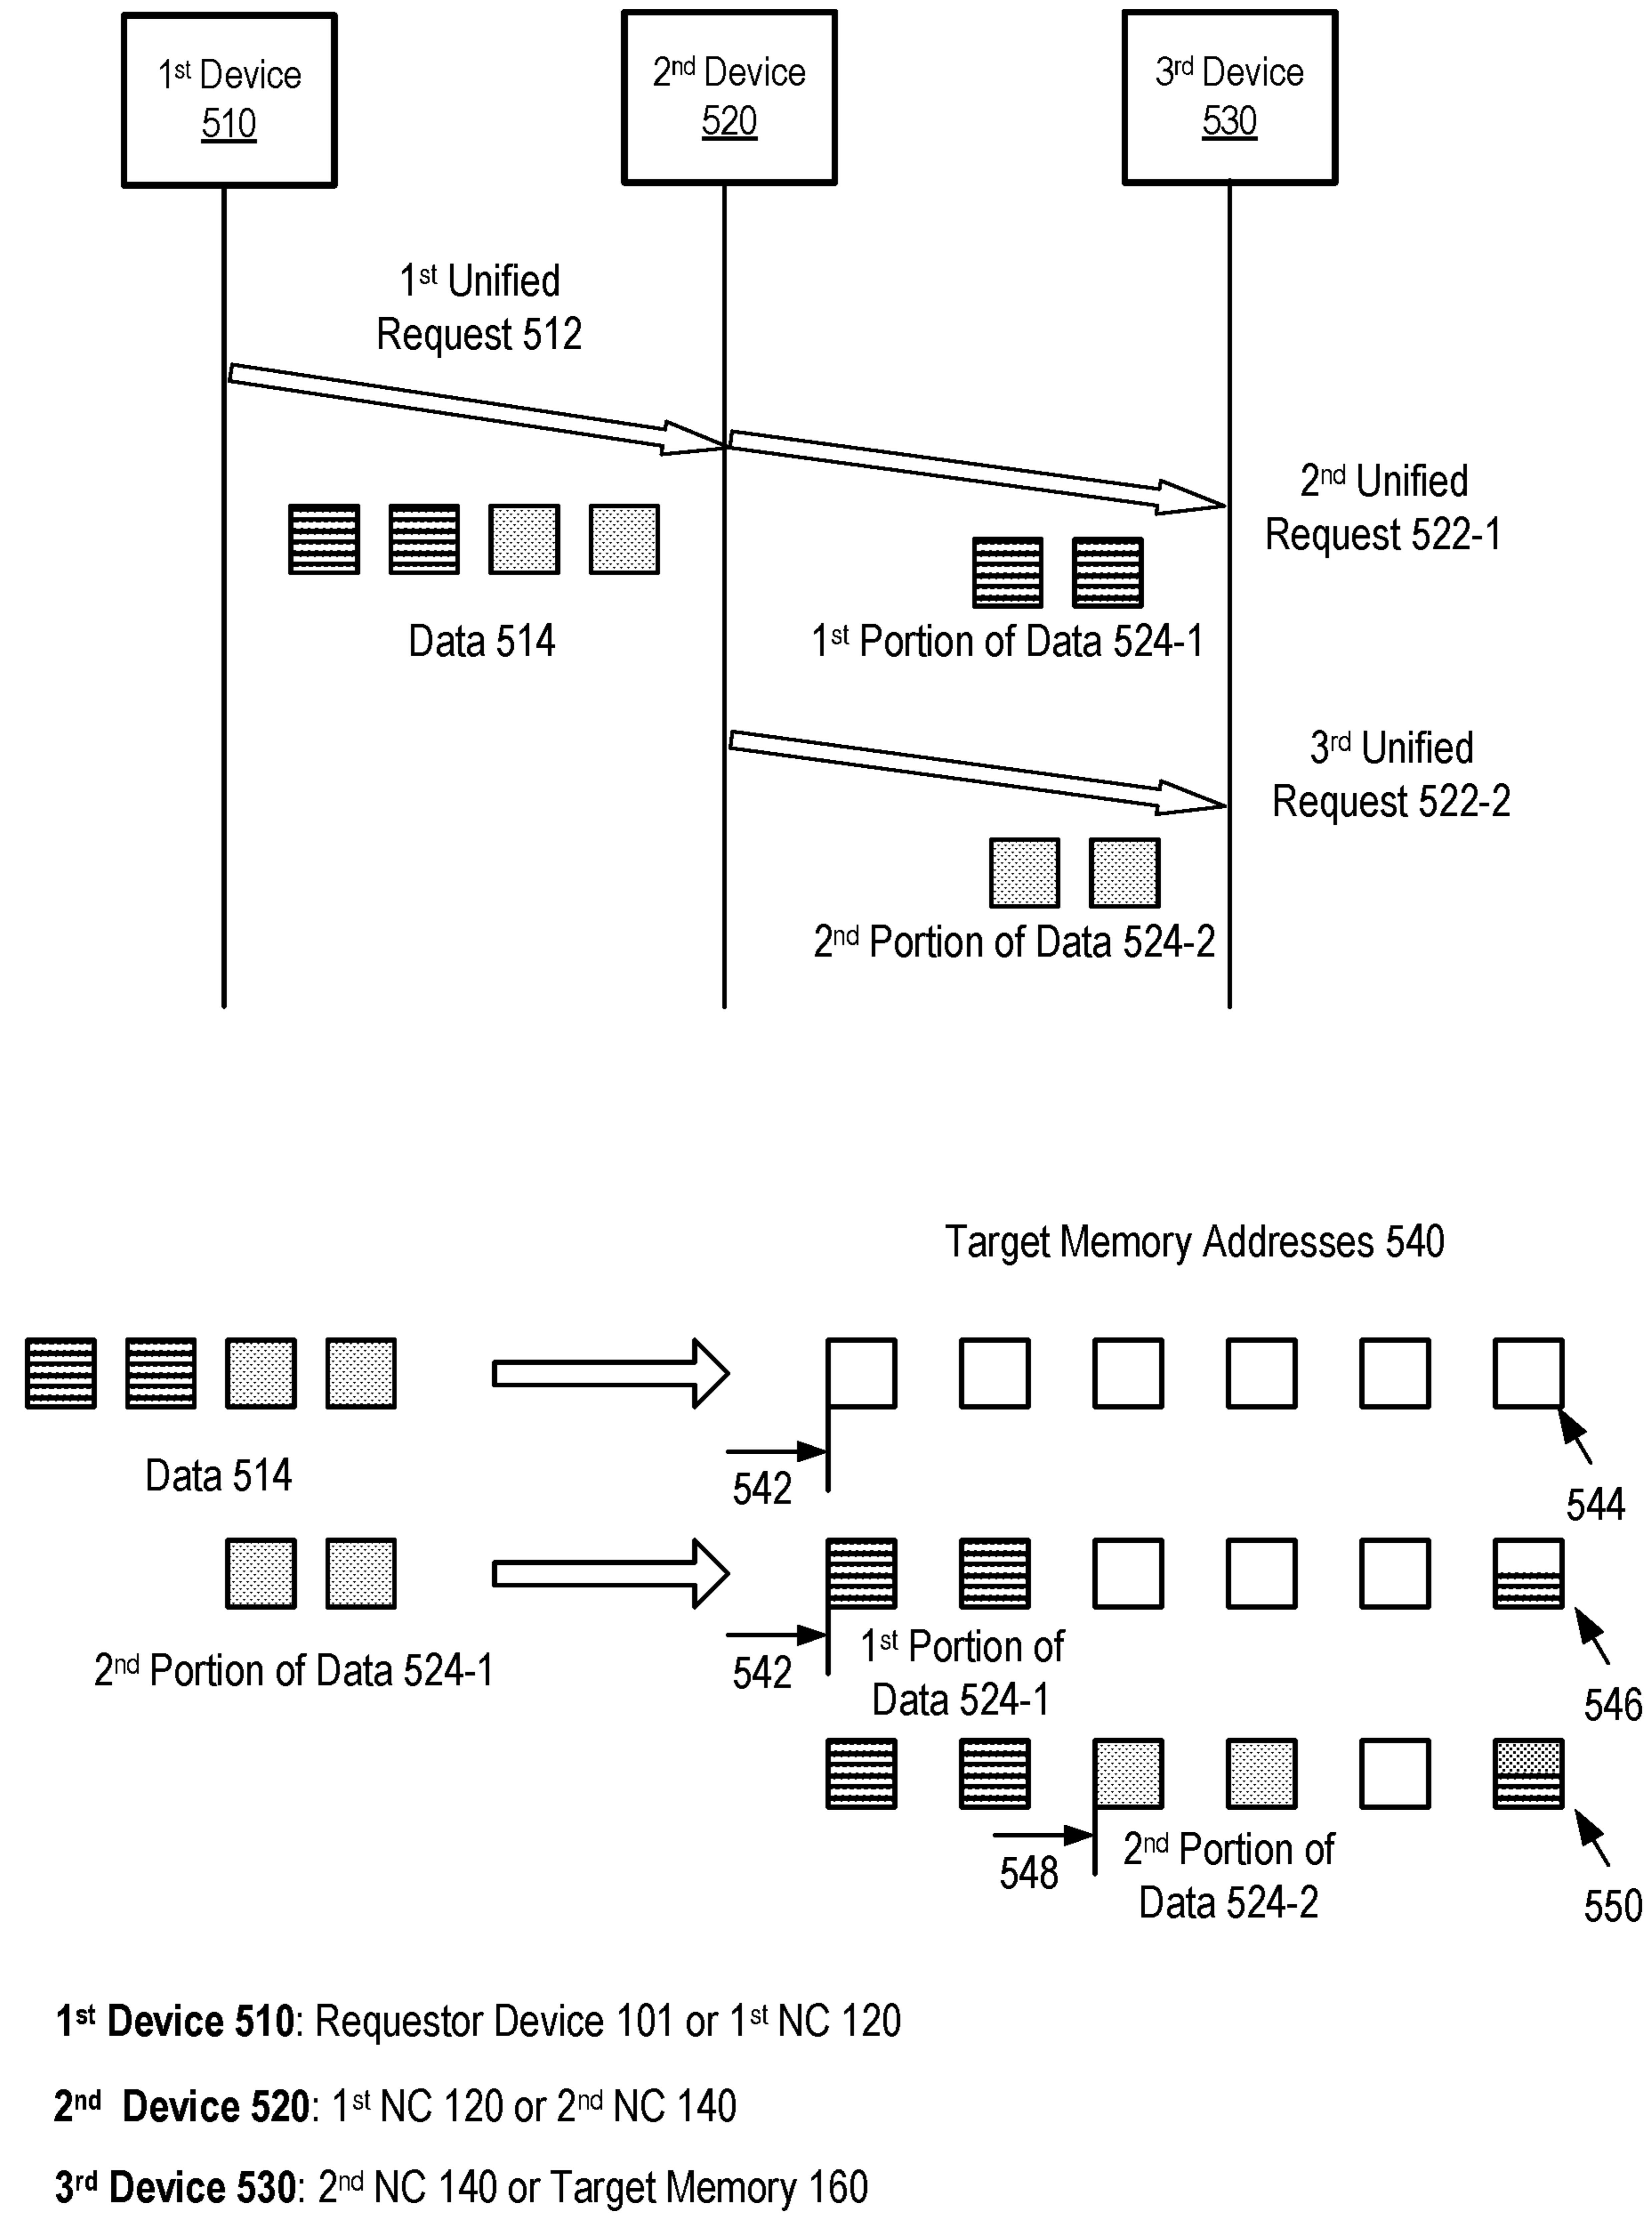 1st Device
510
2nd Device
520
3rd Device
530
1st Unified
Request 512
2nd Unified
Request 522-1
Data 514
1st Portion of Data 524-1
3rd Unified
Request 522-2
2nd Portion of Data 524-2
Target Memory Addresses 540
Data 514
542
544
2nd Portion of Data 524-1
542
1st Portion of
Data 524-1
546
548
2nd Portion of
Data 524-2
550
1st Device 510: Requestor Device 101 or 1st NC 120
2nd Device 520: 1st NC 120 or 2nd NC 140
3rd Device 530: 2nd NC 140 or Target Memory 160